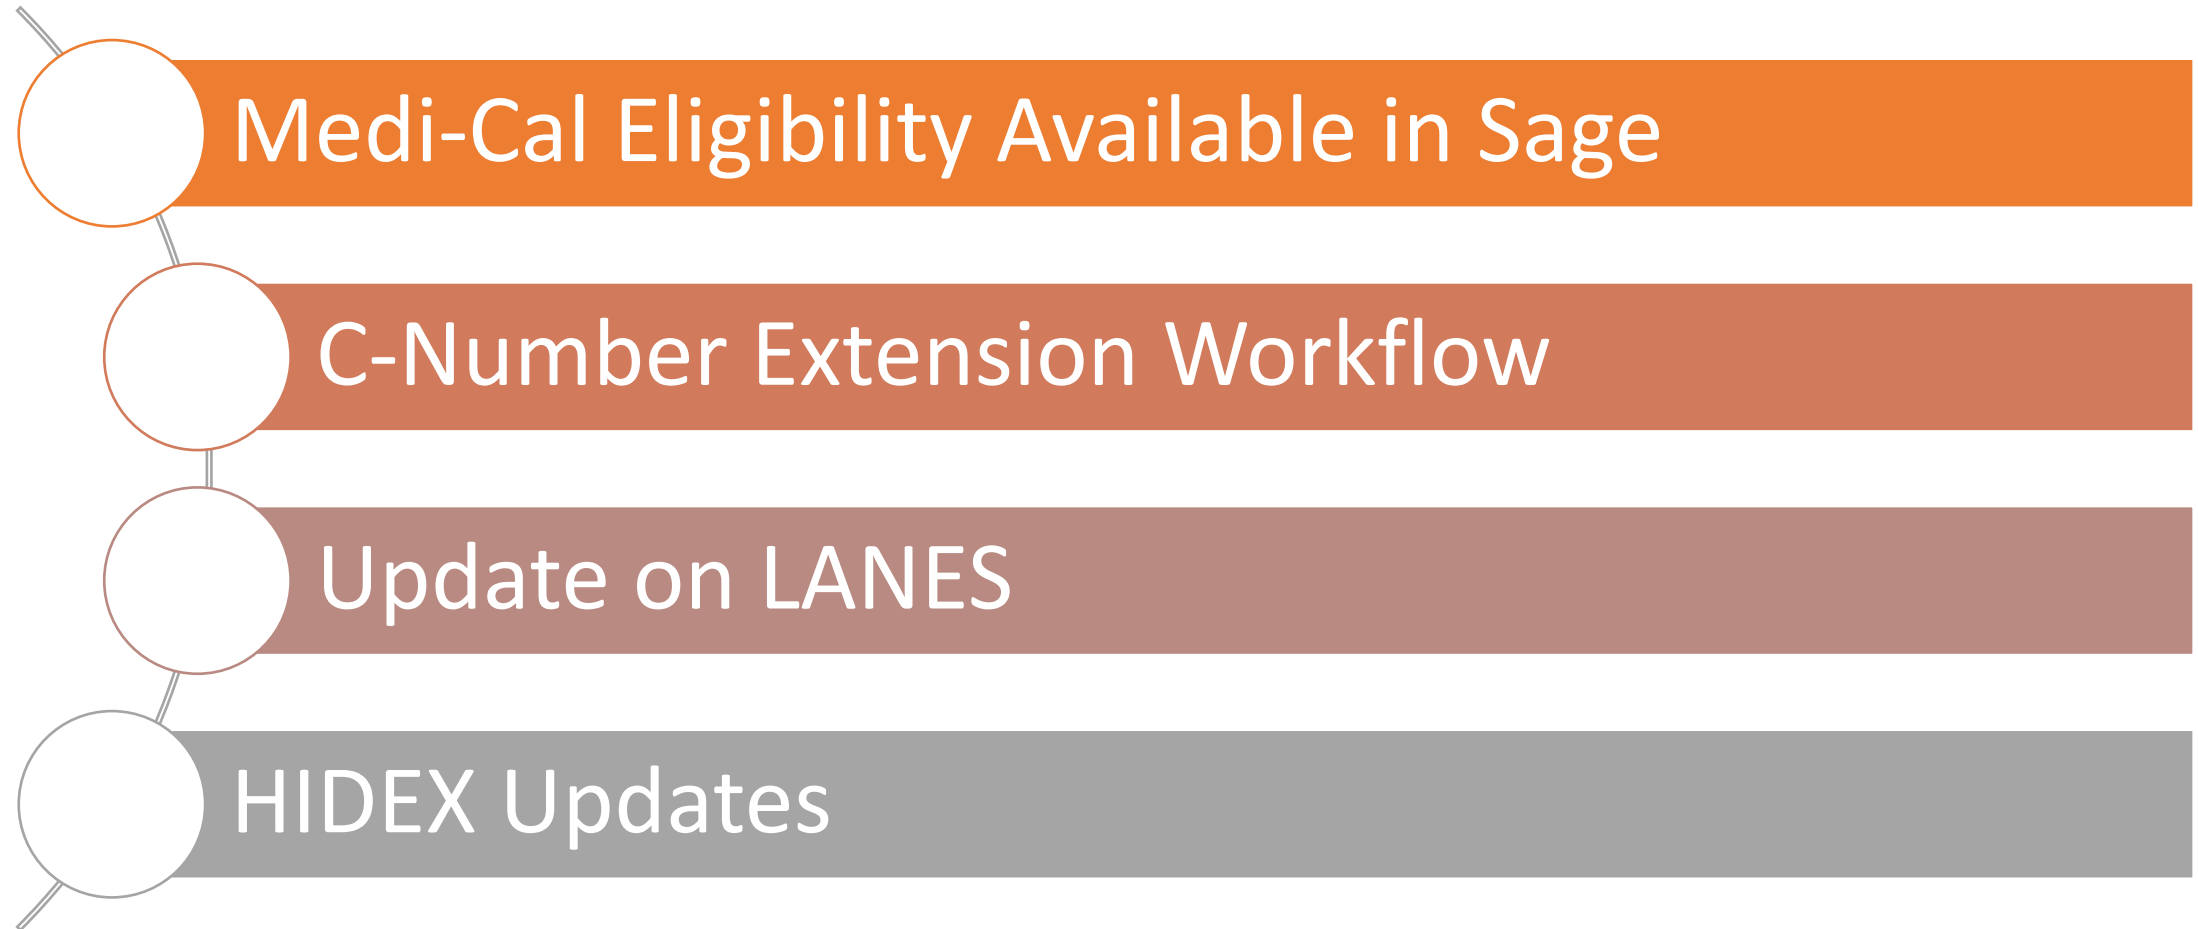 Medi-Cal Eligibility Available in Sage
C-Number Extension Workflow
Update on LANES
HIDEX Updates